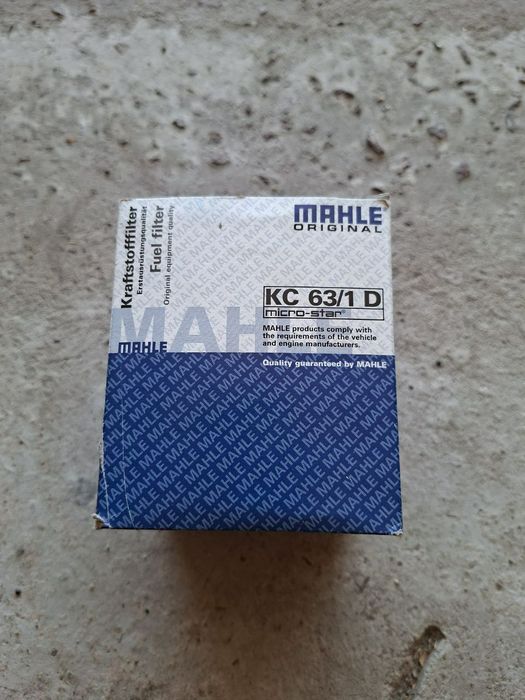 Kraftstofffilter
Erstausrüstungsqualität
Fuel filter
Original equipment quality
MAHLE
ORIGINAL
KC 63/1 D
micro-star®
MAHLE products comply with
the requirements of the vehicle
and engine manufacturers.
MAHLE
MAHLE
Quality guaranteed by MAHLE